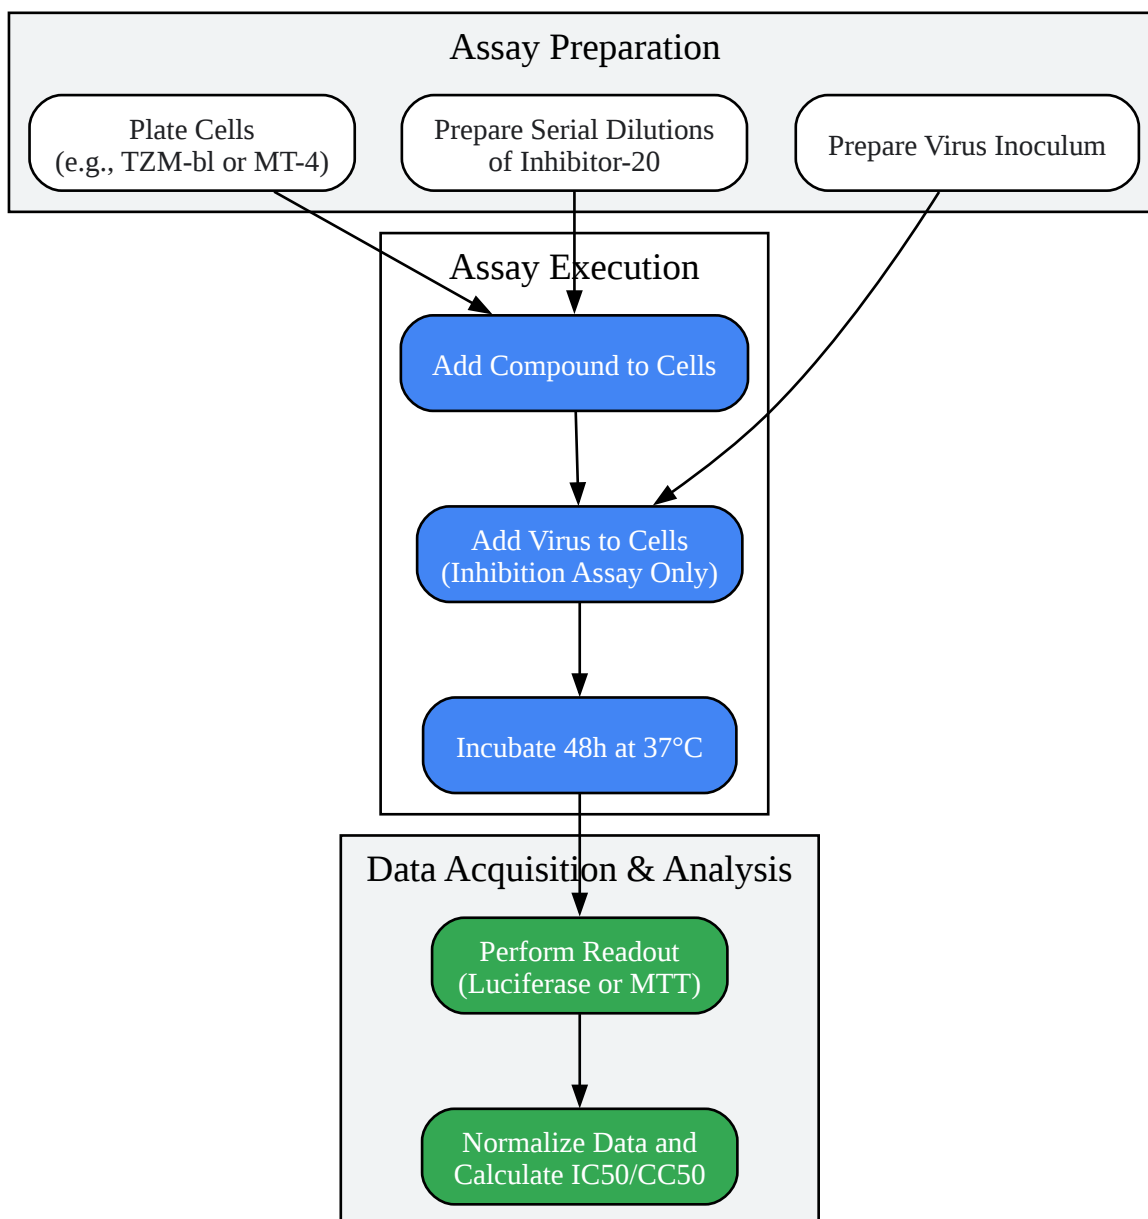 Assay Preparation
Plate Cells
(e.g., TZM-bl or MT-4)
Prepare Serial Dilutions
of Inhibitor-20
Prepare Virus Inoculum
Assay Execution
Add Compound to Cells
Add Virus to Cells
(Inhibition Assay Only)
Incubate 48h at 37°C
Data Acquisition & Analysis
Perform Readout
(Luciferase or MTT)
Normalize Data and
Calculate IC50/CC50